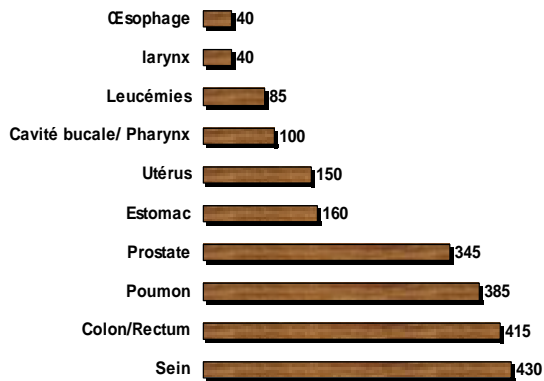 Œsophage 40
larynx 40
Leucémies 85
Cavité bucale/ Pharynx 100
Utérus 150
Estomac 160
Prostate 345
Poumon 385
Colon/Rectum 415
Sein 430